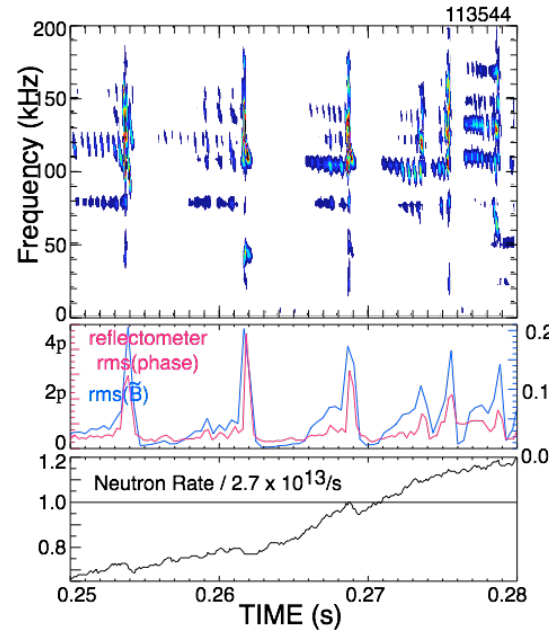 113544
200
150
100
50
0
Frequency (kHz)
4p
2p
0
reflectometer
rms(phase)
rms(B̃)
0.2
0.1
0.0
1.2
1.0
0.8
Neutron Rate / 2.7 x 10¹³/s
0.25 0.26 0.27 0.28
TIME (s)